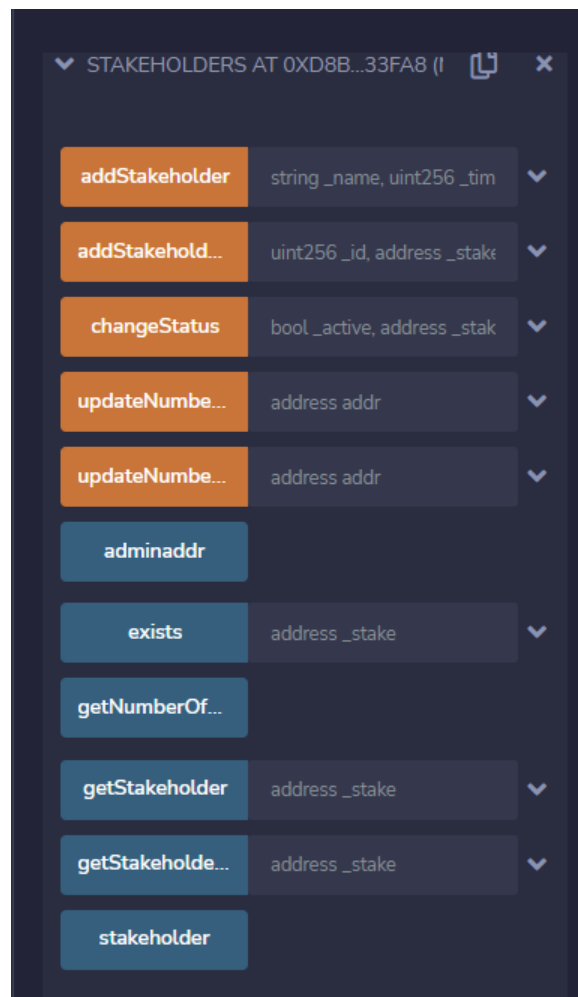 STAKEHOLDERS AT 0XD8B...33FA8 (
addStakeholder string _name, uint256 _tim
addStakehold... uint256 _id, address _stake
changeStatus bool _active, address _stak
updateNumbe... address addr
updateNumbe... address addr
adminaddr
exists address _stake
getNumberOf...
getStakeholder address _stake
getStakeholde... address _stake
stakeholder